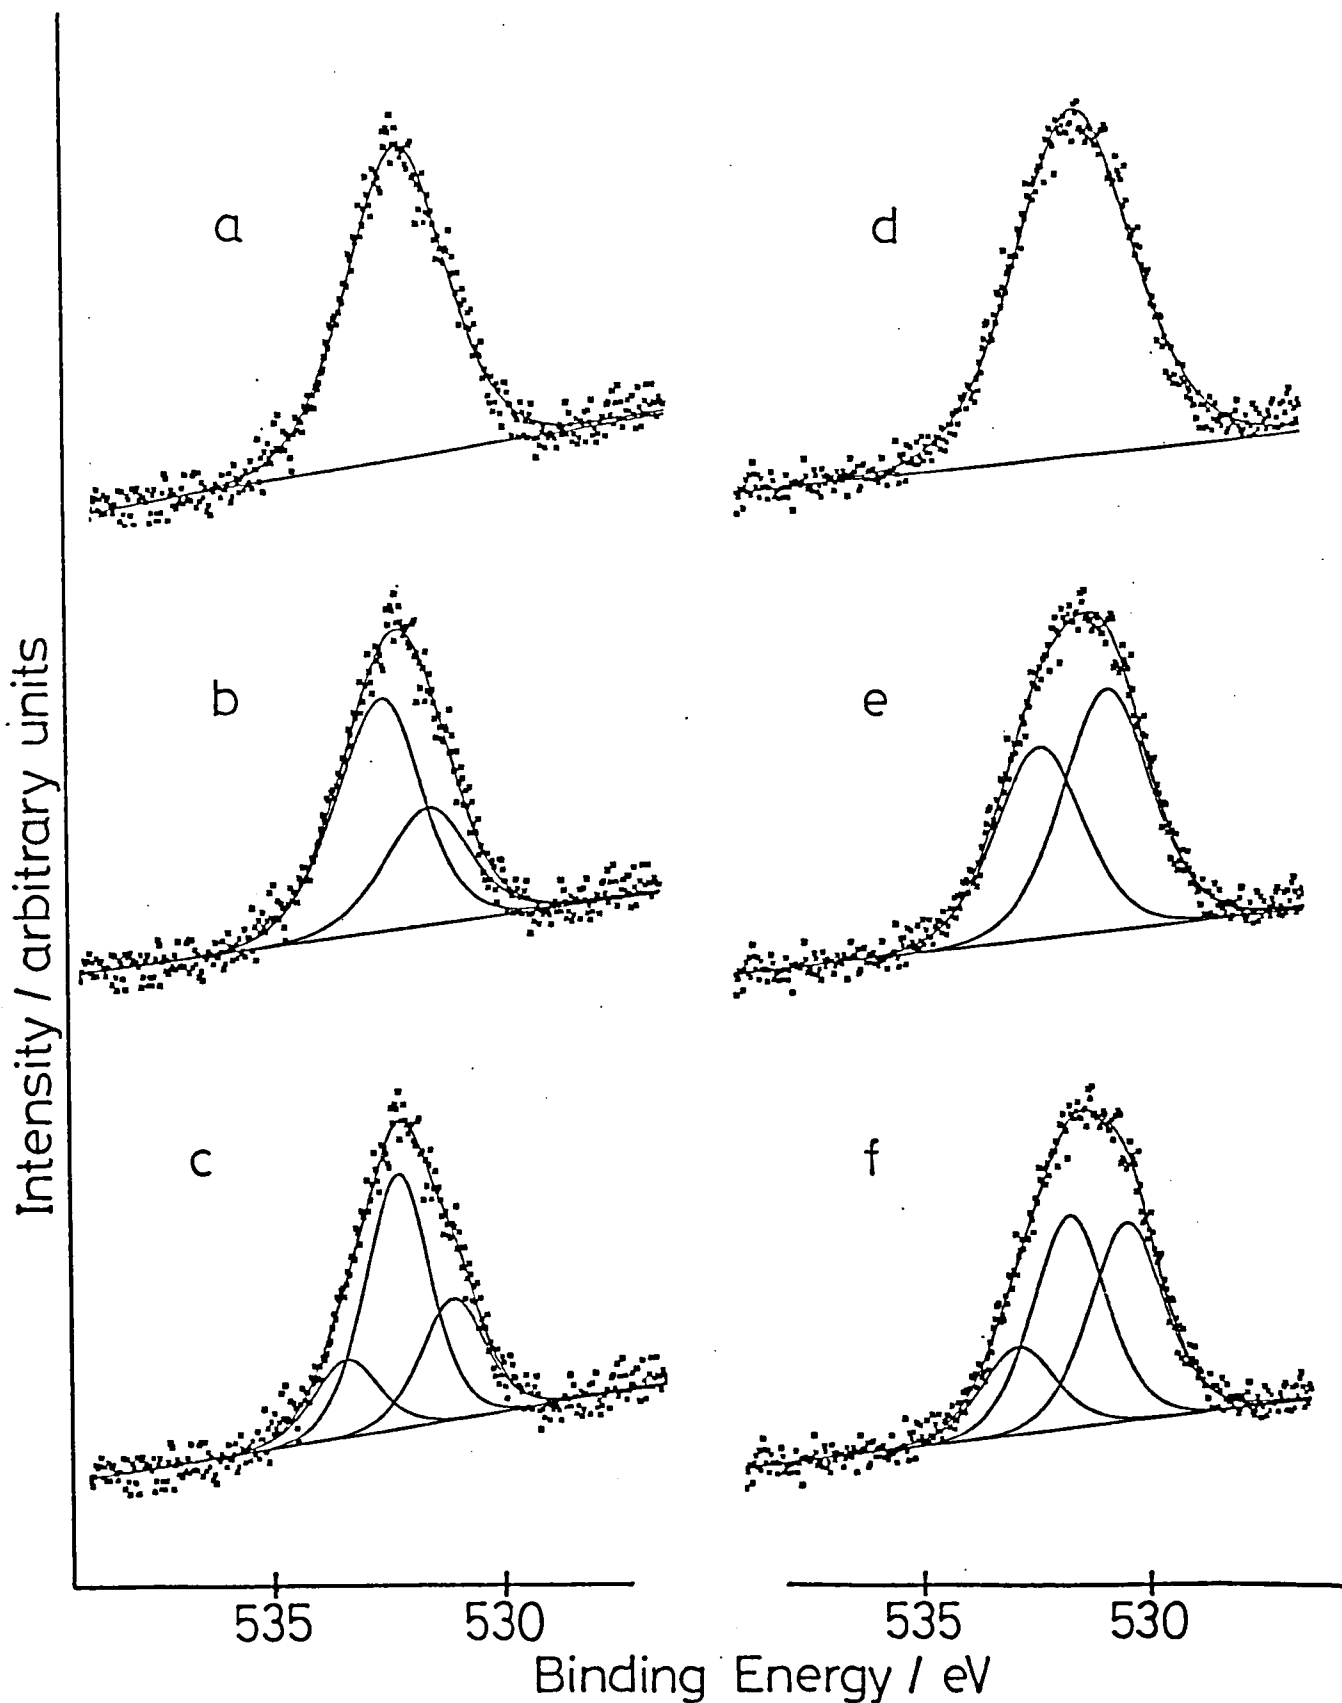 a
d
b
e
c
f
Intensity / arbitrary units
535 530 535 530
Binding Energy / eV